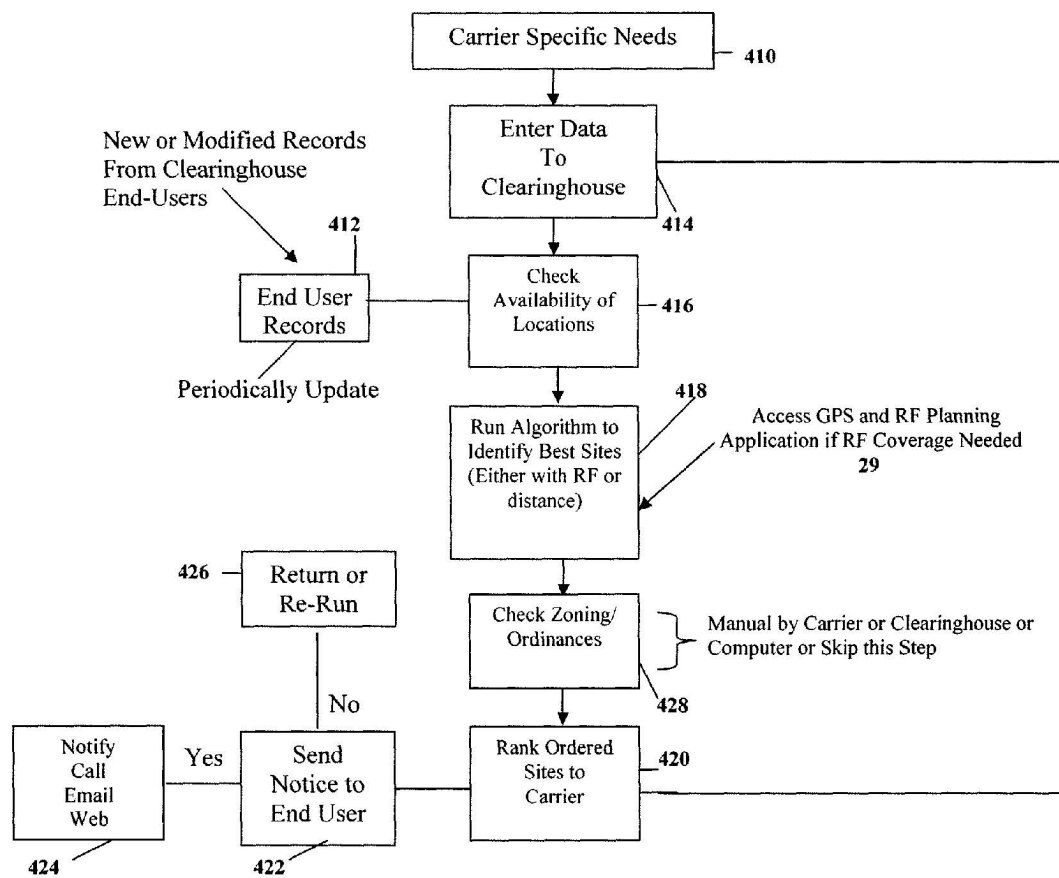 Carrier Specific Needs
410
Enter Data
To
Clearinghouse
414
New or Modified Records
From Clearinghouse
End-Users
412
End User
Records
Periodically Update
Check
Availability of
Locations
416
418
Run Algorithm to
Identify Best Sites
(Either with RF or
distance)
Access GPS and RF Planning
Application if RF Coverage Needed
29
426
Return or
Re-Run
Check Zoning/
Ordinances
Manual by Carrier or Clearinghouse or
Computer or Skip this Step
428
No
Notify
Call
Email
Web
Yes
Send
Notice to
End User
Rank Ordered
Sites to
Carrier
420
424
422